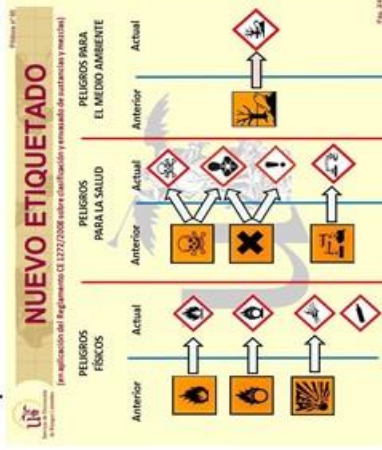 NUEVO ETIQUETADO
(en aplicación del Reglamento CE 1272/2008 sobre clasificación y envasado de sustancias y mezclas)
PELIGROS
FÍSICOS
Anterior
Actual
PELIGROS
PARA LA SALUD
Anterior
Actual
PELIGROS PARA
EL MEDIO AMBIENTE
Anterior
Actual